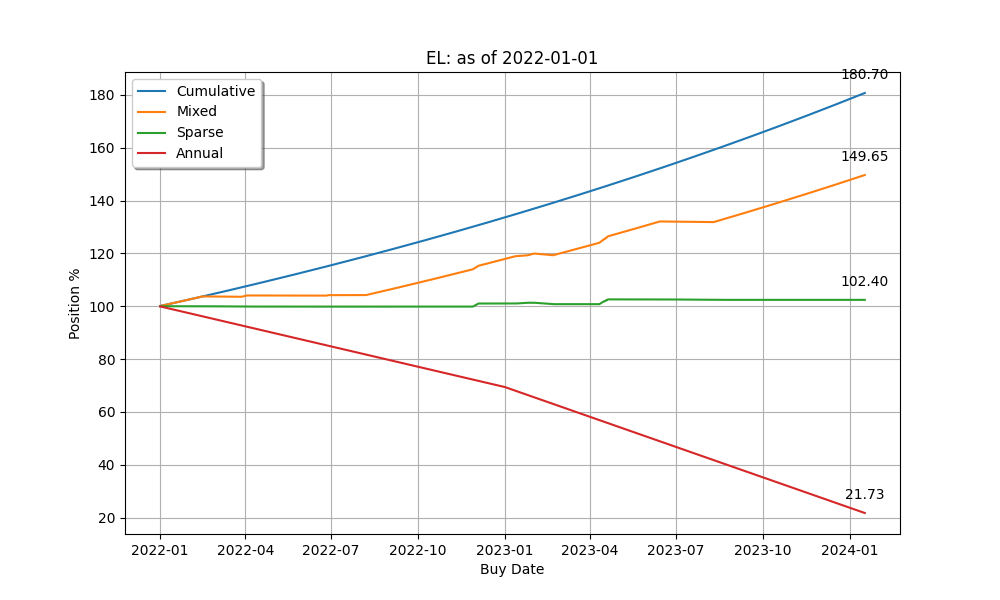 EL: as of 2022-01-01
180.70
Cumulative
Mixed
Sparse
Annual
149.65
102.40
21.73
Position %
180
160
140
120
100
80
60
40
20
2022-01 2022-04 2022-07 2022-10 2023-01 2023-04 2023-07 2023-10 2024-01
Buy Date